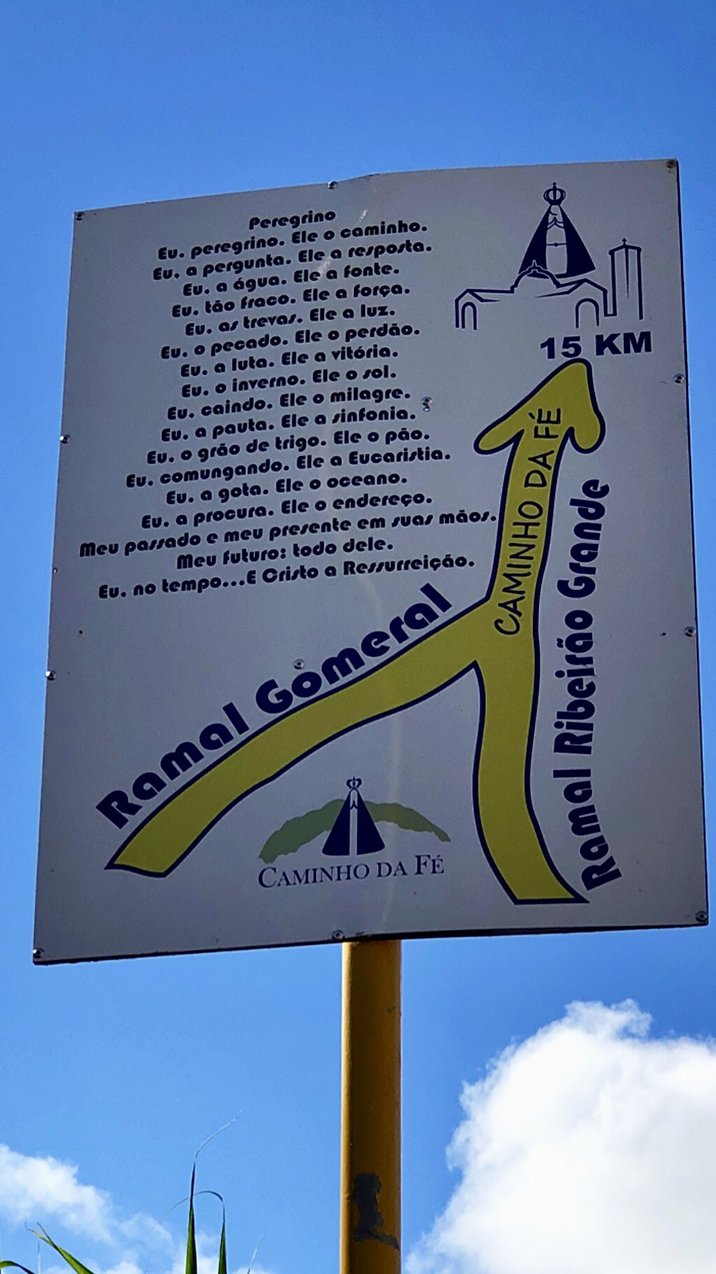 Peregrino
Eu, peregrino. Ele o caminho.
Eu, a pergunta. Ele a resposta.
Eu, a água. Ele a fonte.
Eu, tão fraco. Ele a força.
Eu, as trevas. Ele a luz.
Eu, o pecado. Ele o perdão.
Eu, a luta. Ele a vitória.
Eu, o inverno. Ele o sol.
Eu, caindo. Ele o milagre.
Eu, a pauta. Ele a sinfonia.
Eu, o grão de trigo. Ele o pão.
Eu, comungando. Ele a Eucaristia.
Eu, a gota. Ele o oceano.
Eu, a procura. Ele o endereço.
Meu passado e meu presente em suas mãos.
Meu futuro: todo dele.
Eu, no tempo...E Cristo a Ressurreição.
15 KM
CAMINHO DA FÉ
Ramal Gomeral
Ramal Ribeirão Grande
CAMINHO DA FÉ